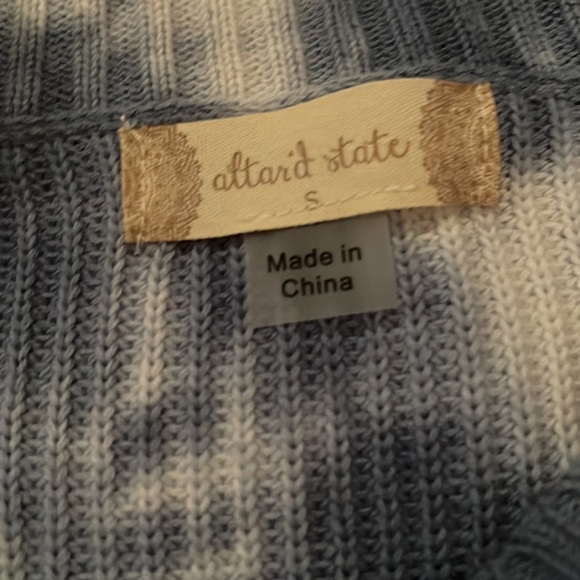 altar'd state
S
Made in
China